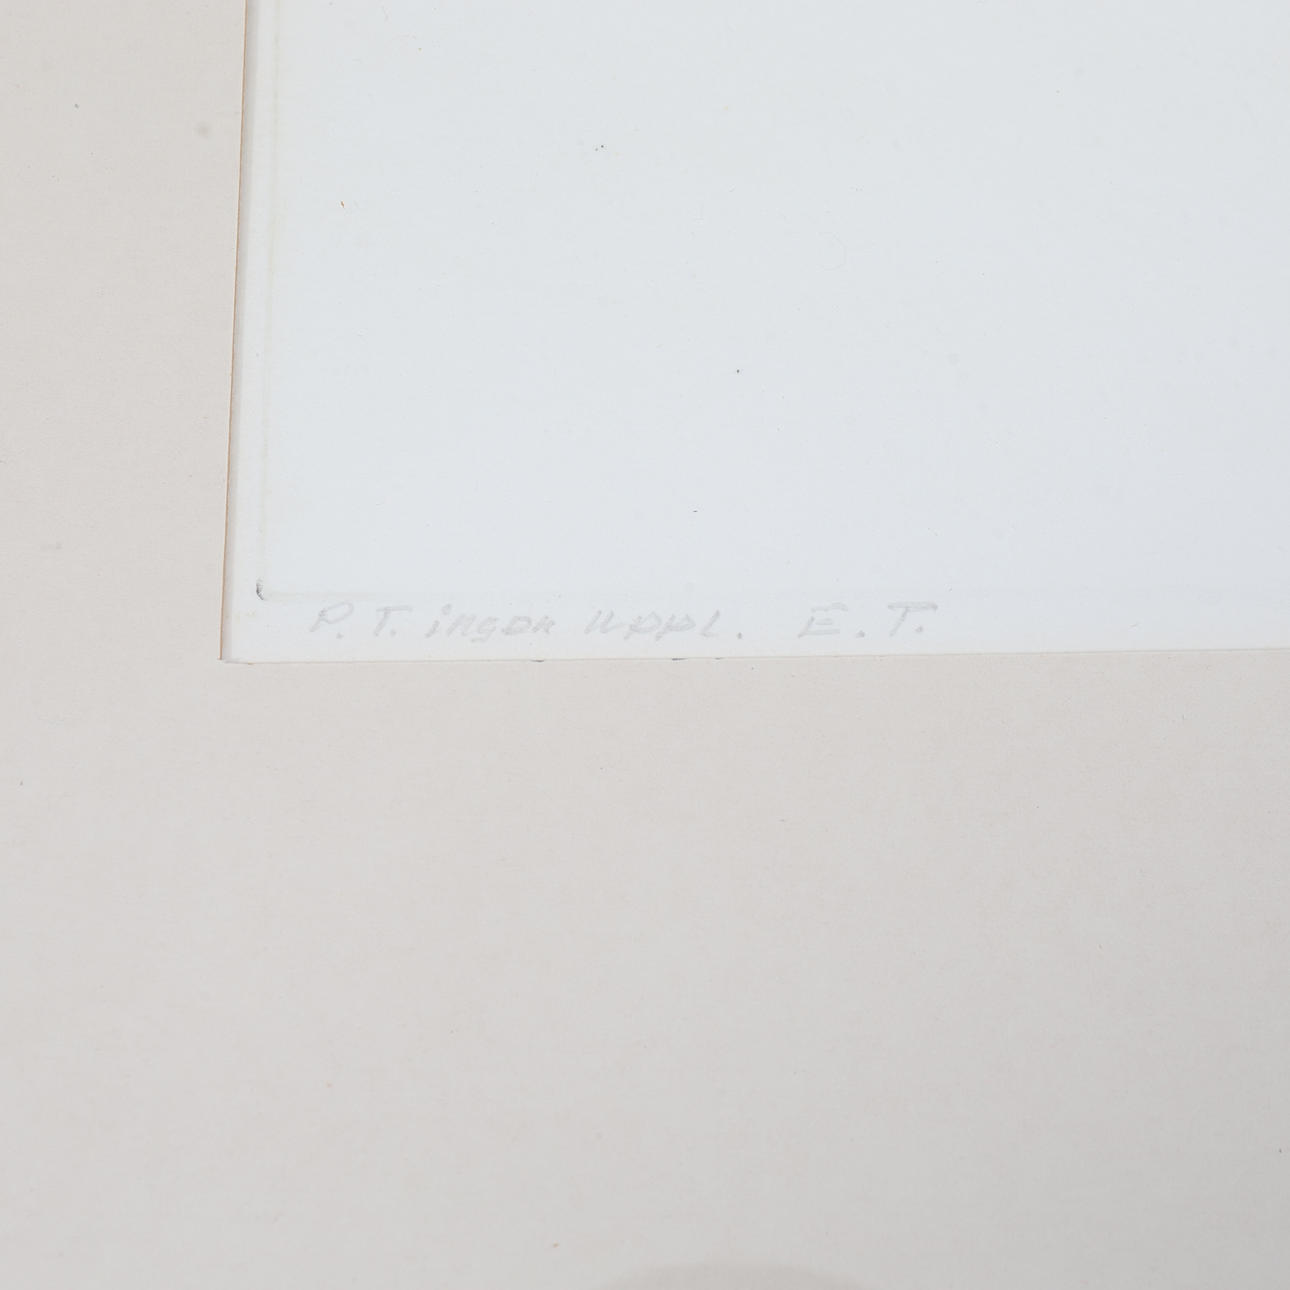 P.T. ingen uppl. E.T.